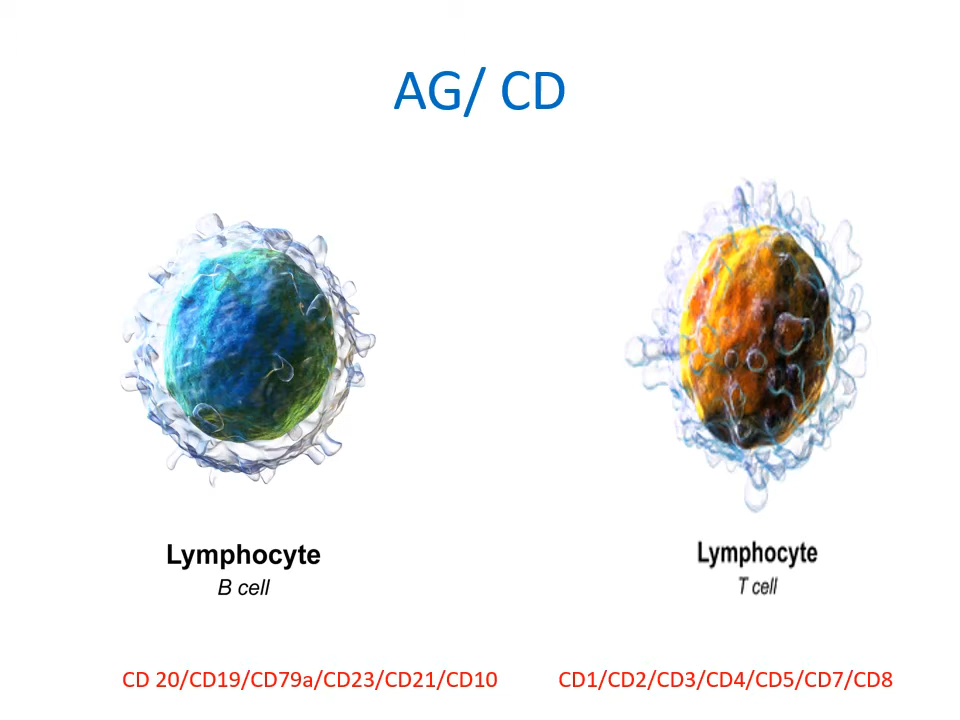 AG/ CD
Lymphocyte
B cell
Lymphocyte
T cell
CD 20/CD19/CD79a/CD23/CD21/CD10
CD1/CD2/CD3/CD4/CD5/CD7/CD8